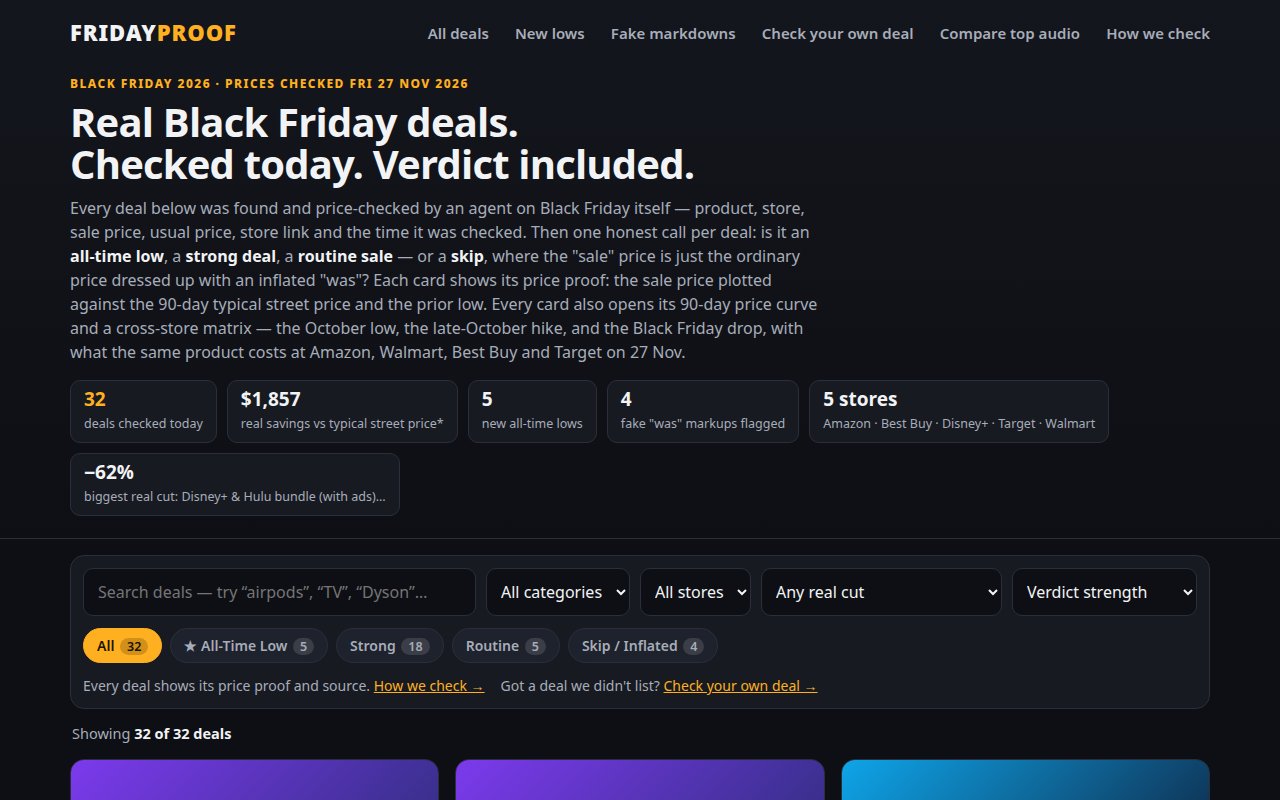 FRIDAYPROOF
All deals New lows Fake markdowns Check your own deal Compare top audio How we check
BLACK FRIDAY 2026 · PRICES CHECKED FRI 27 NOV 2026
Real Black Friday deals.
Checked today. Verdict included.
Every deal below was found and price-checked by an agent on Black Friday itself — product, store,
sale price, usual price, store link and the time it was checked. Then one honest call per deal: is it an
all-time low, a strong deal, a routine sale — or a skip, where the "sale" price is just the ordinary
price dressed up with an inflated "was"? Each card shows its price proof: the sale price plotted
against the 90-day typical street price and the prior low. Every card also opens its 90-day price curve
and a cross-store matrix — the October low, the late-October hike, and the Black Friday drop, with
what the same product costs at Amazon, Walmart, Best Buy and Target on 27 Nov.
32
deals checked today
$1,857
real savings vs typical street price*
5
new all-time lows
4
fake "was" markups flagged
5 stores
Amazon · Best Buy · Disney+ · Target · Walmart
−62%
biggest real cut: Disney+ & Hulu bundle (with ads)…
Search deals — try “airpods”, “TV”, “Dyson”… All categories All stores Any real cut Verdict strength
All 32 ★ All-Time Low 5 Strong 18 Routine 5 Skip / Inflated 4
Every deal shows its price proof and source. How we check → Got a deal we didn't list? Check your own deal →
Showing 32 of 32 deals